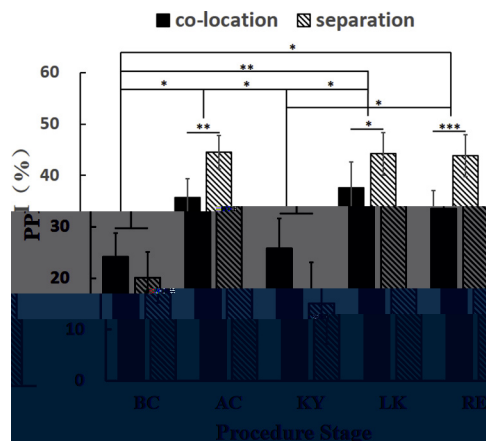 co-location separation
*
**
* * *
*
** * ***
60
50
40
30
20
10
0
PPI (%)
BC AC KY LK RE
Procedure Stage